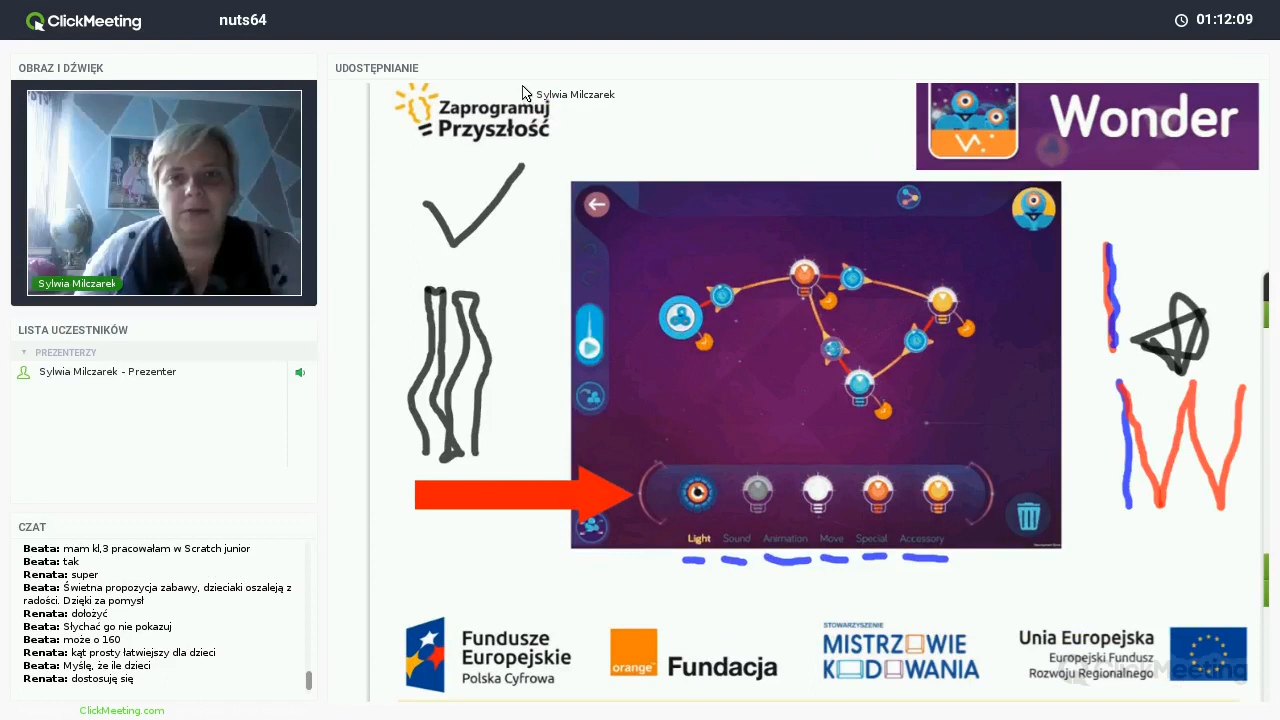 ClickMeeting
nuts64
01:12:09
OBRAZ I DŹWIĘK
Sylwia Milczarek
LISTA UCZESTNIKÓW
PREZENTERZY
Sylwia Milczarek - Prezenter
CZAT
Beata: mam kl,3 pracowałam w Scratch junior
Beata: tak
Renata: super
Beata: Świetna propozycja zabawy, dzieciaki oszaleją z
radości. Dzięki za pomysł
Renata: dołożyć
Beata: Słychać go nie pokazuj
Beata: może o 160
Renata: kąt prosty łatwiejszy dla dzieci
Beata: Myślę, że ile dzieci
Renata: dostosuję się
ClickMeeting.com
UDOSTĘPNIANIE
Sylwia Milczarek
Zaprogramuj
Przyszłość
Wonder
W
Light Sound Animation Move Special Accessory
Fundusze
Europejskie
Polska Cyfrowa
orange
Fundacja
STOWARZYSZENIE
MISTRZOWIE
KODOWANIA
Unia Europejska
Europejski Fundusz
Rozwoju Regionalnego
ClickMeeting